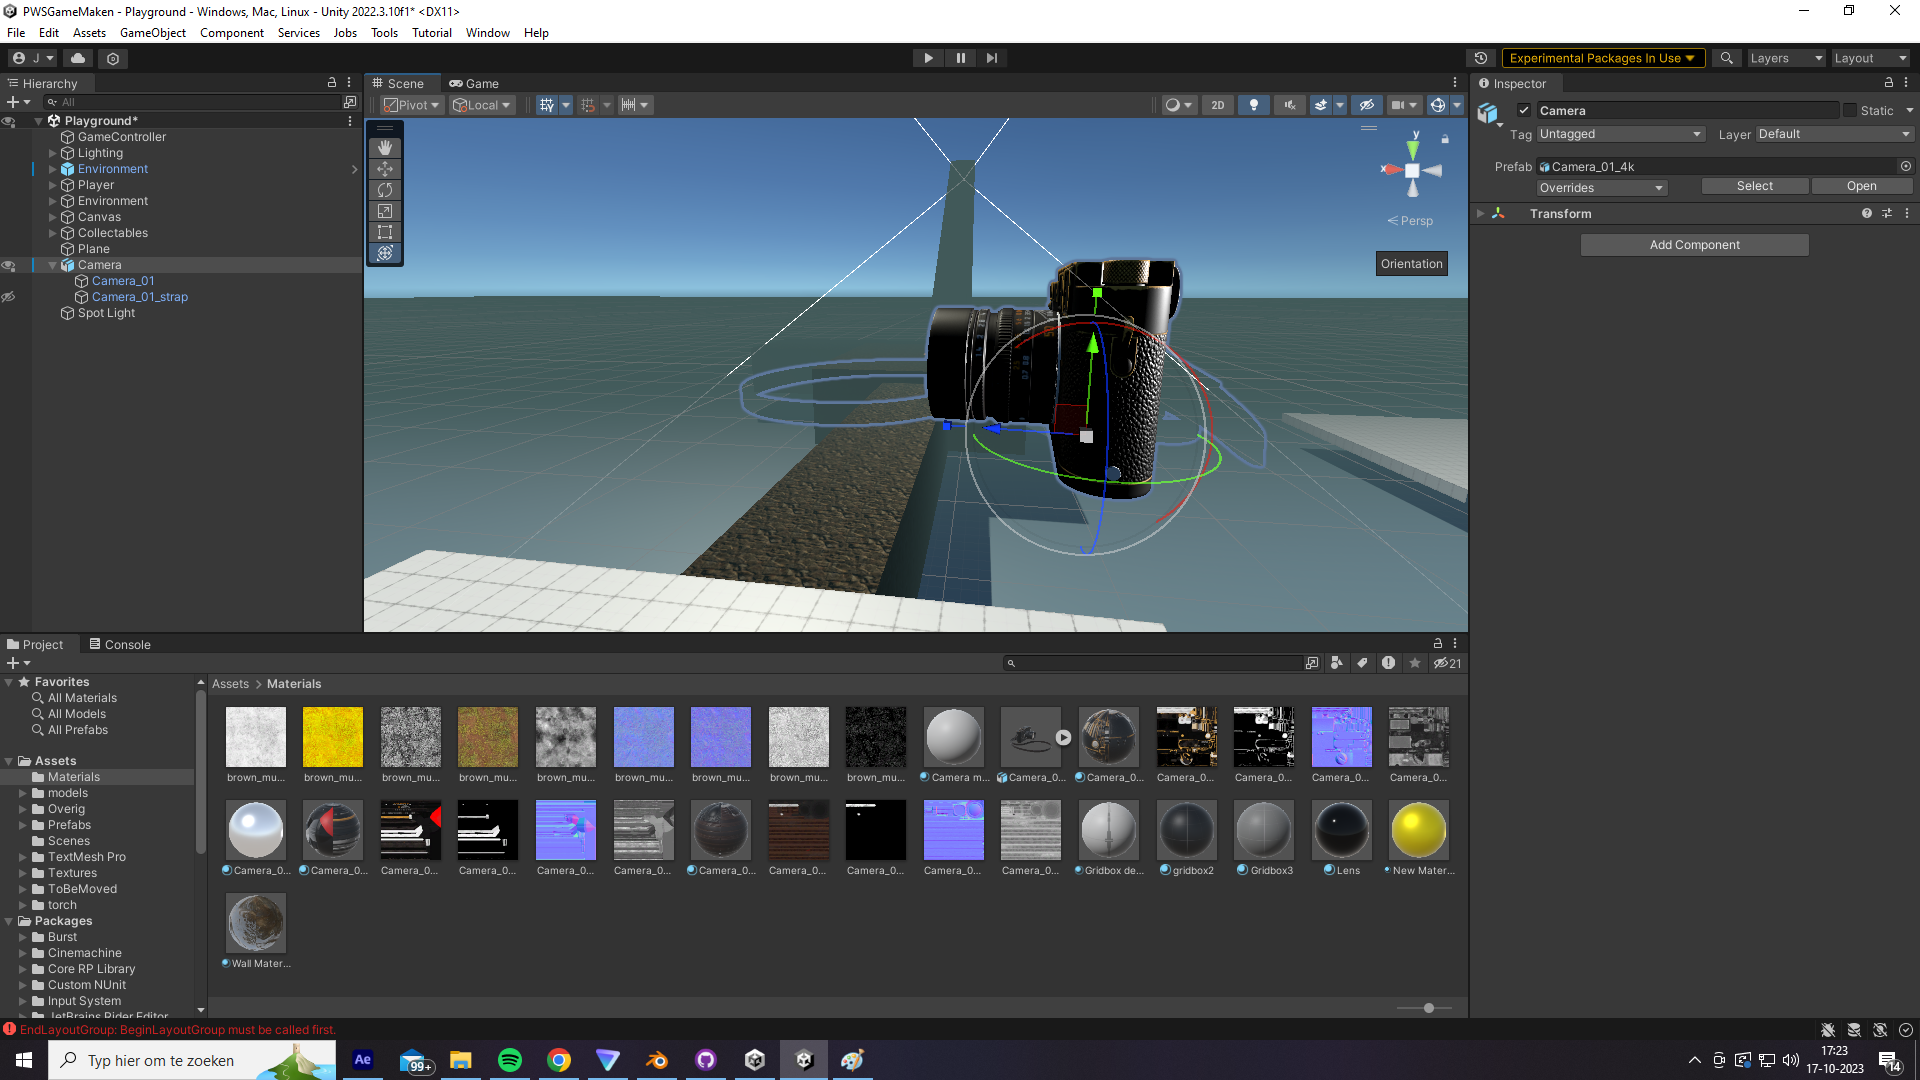 PWSGameMaken - Playground - Windows, Mac, Linux - Unity 2022.3.10f1* <DX11>
File Edit Assets GameObject Component Services Jobs Tools Tutorial Window Help
J
Experimental Packages In Use
Layers
Layout
Hierarchy
All
Playground*
GameController
Lighting
Environment
Player
Environment
Canvas
Collectables
Plane
Camera
Camera_01
Camera_01_strap
Spot Light
Scene
Game
Pivot
Local
2D
y
x
Persp
Orientation
Inspector
Camera
Static
Tag Untagged
Layer Default
Prefab Camera_01_4k
Overrides
Select
Open
Transform
Add Component
Project
Console
21
Favorites
All Materials
All Models
All Prefabs
Assets
Materials
models
Overig
Prefabs
Scenes
TextMesh Pro
Textures
ToBeMoved
torch
Packages
Burst
Cinemachine
Core RP Library
Custom NUnit
Input System
JetBrains Rider Editor
Assets > Materials
brown_mu... brown_mu... brown_mu... brown_mu... brown_mu... brown_mu... brown_mu... brown_mu... brown_mu... Camera m... Camera_0... Camera_0... Camera_0... Camera_0... Camera_0... Camera_0...
Camera_0... Camera_0... Camera_0... Camera_0... Camera_0... Camera_0... Camera_0... Camera_0... Camera_0... Camera_0... Camera_0... Gridbox de... gridbox2 Gridbox3 Lens New Mater...
Wall Mater...
EndLayoutGroup: BeginLayoutGroup must be called first.
Typ hier om te zoeken
Ae
99+
17:23
17-10-2023
14